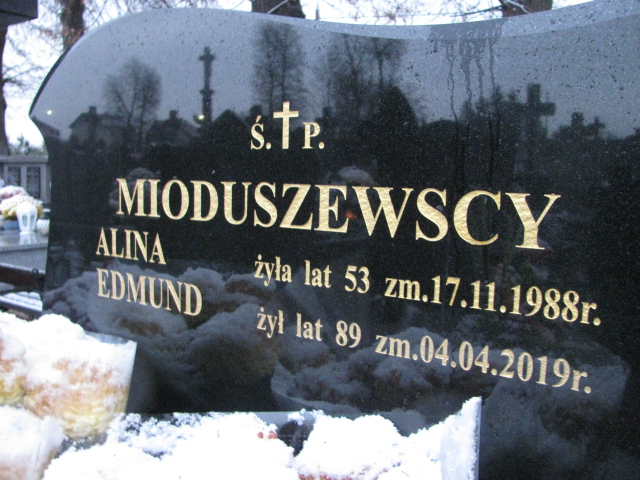 Ś.†P.
MIODUSZEWSCY
ALINA żyła lat 53 zm.17.11.1988r.
EDMUND żył lat 89 zm.04.04.2019r.